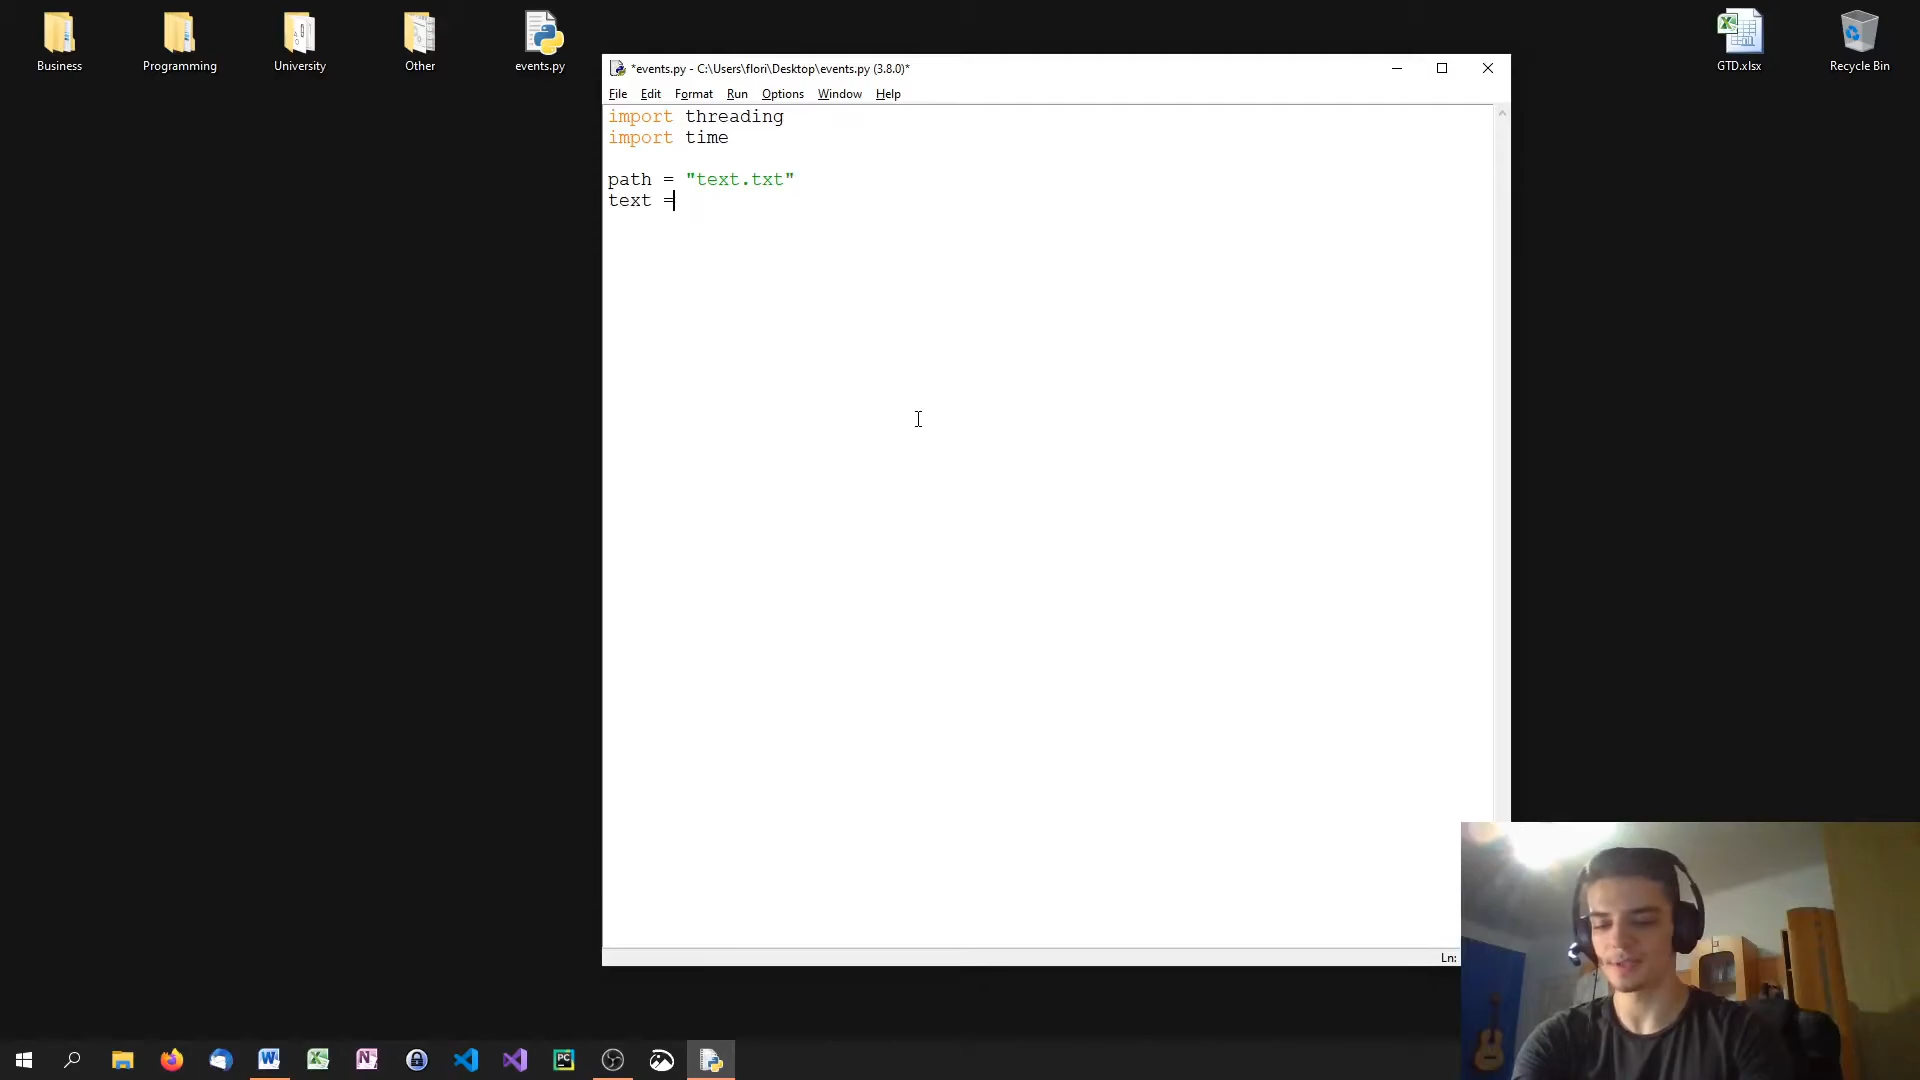 Business
Programming
University
Other
events.py
GTD.xlsx
Recycle Bin
*events.py - C:\Users\flori\Desktop\events.py (3.8.0)*
File Edit Format Run Options Window Help
import threading
import time
path = "text.txt"
text =
Ln: